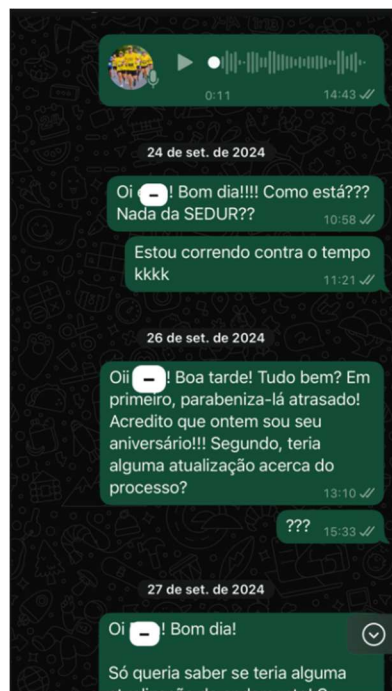 0:11 14:43
24 de set. de 2024
Oi –! Bom dia!!!! Como está???
Nada da SEDUR?? 10:58
Estou correndo contra o tempo
kkkk 11:21
26 de set. de 2024
Oii –! Boa tarde! Tudo bem? Em
primeiro, parabeniza-lá atrasado!
Acredito que ontem sou seu
aniversário!!! Segundo, teria
alguma atualização acerca do
processo? 13:10
??? 15:33
27 de set. de 2024
Oi –! Bom dia!
Só queria saber se teria alguma